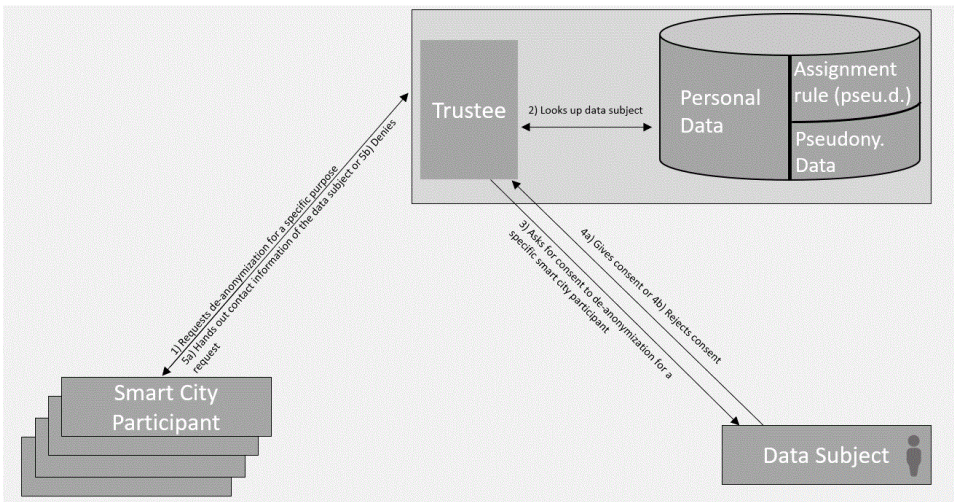 Trustee
2) Looks up data subject
Personal
Data
Assignment
rule (pseu.d.)
Pseudony.
Data
1) Requests de-anonymization for a specific purpose
5a) Hands out contact information of the data subject or 5b) Denies
request
3) Asks for consent to de-anonymization for a
specific smart city participant
4a) Gives consent or 4b) Rejects consent
Smart City
Participant
Data Subject